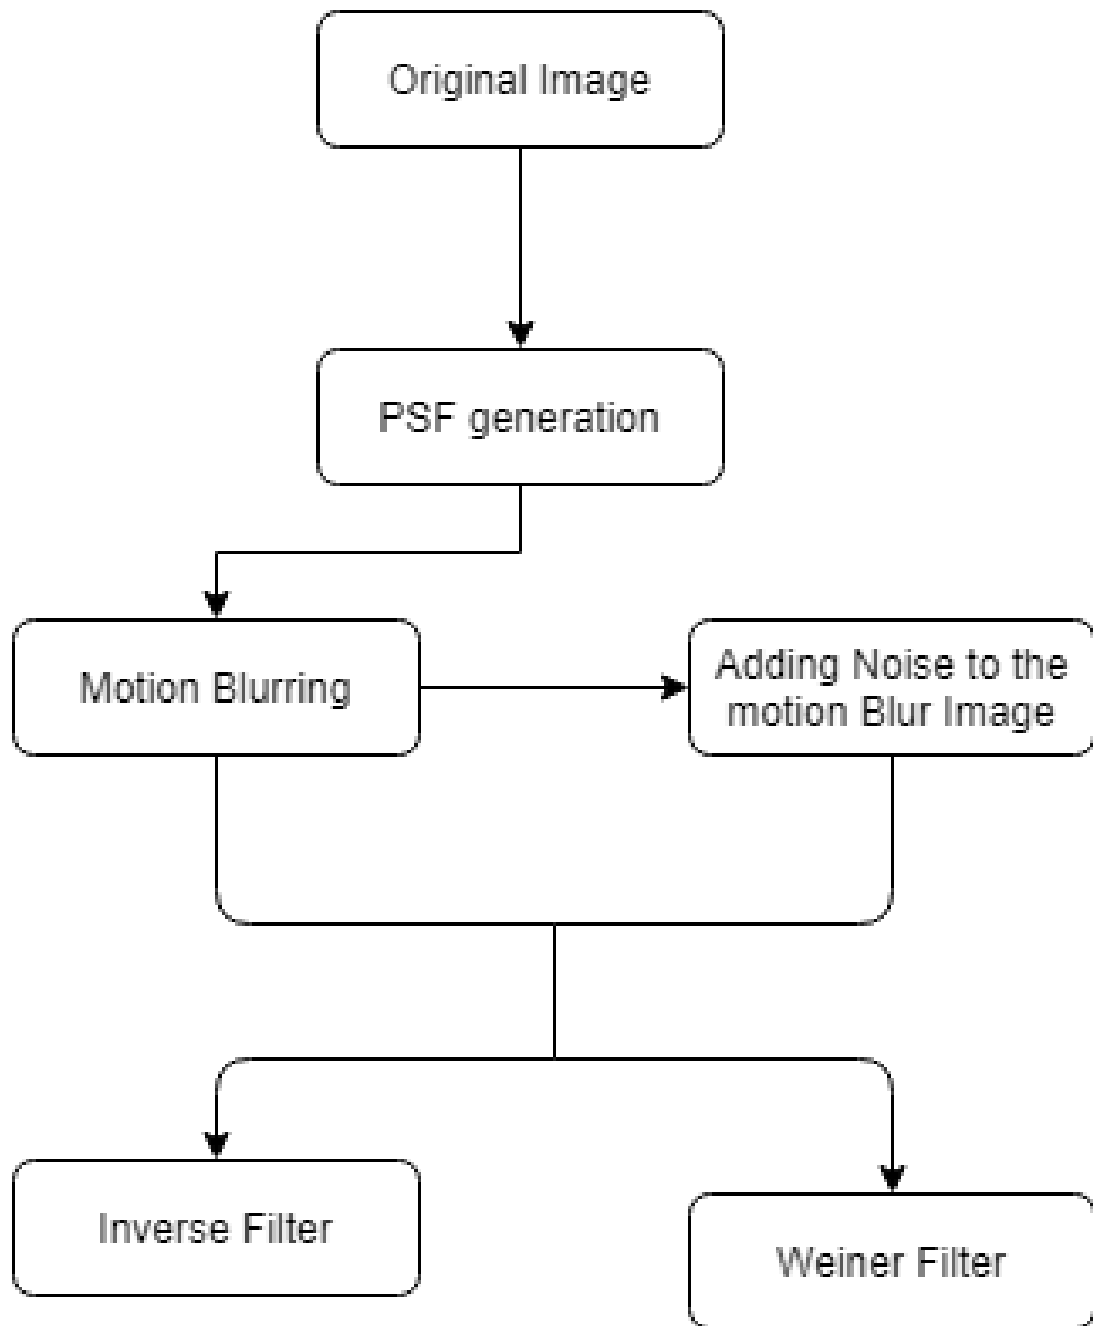 Original Image
PSF generation
Motion Blurring
Adding Noise to the
motion Blur Image
Inverse Filter
Weiner Filter